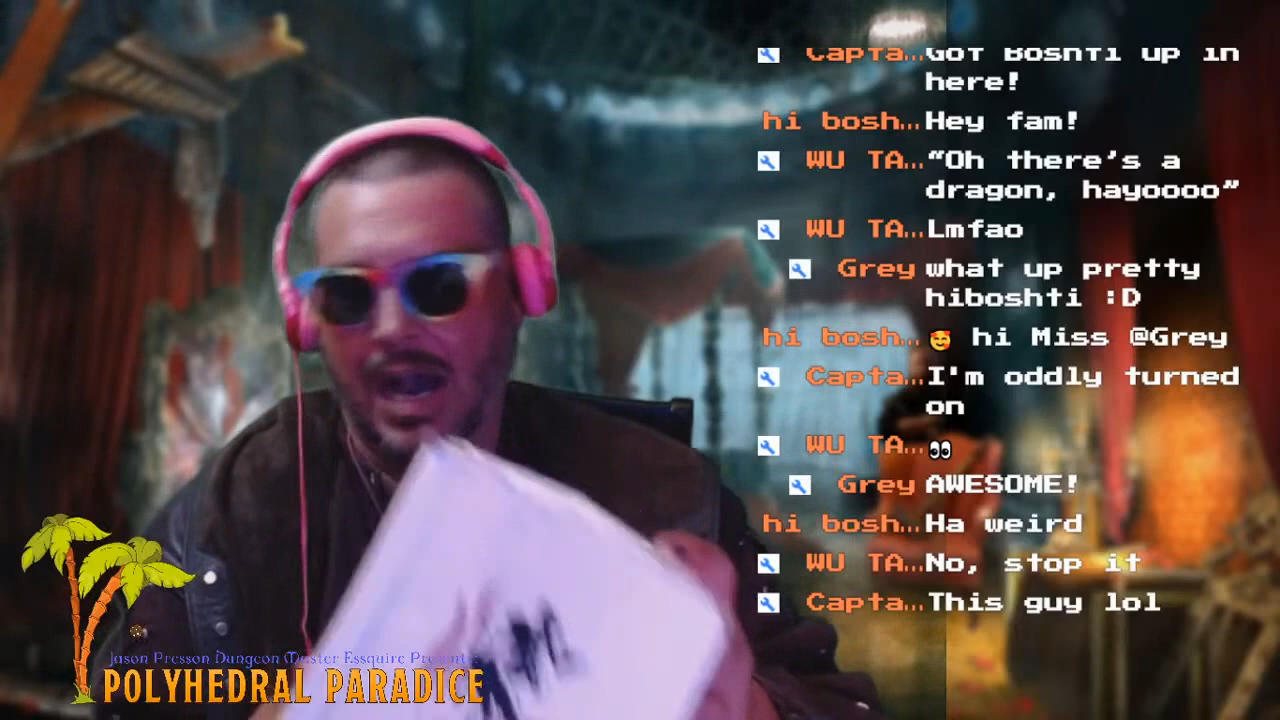 Capta…GOT BOSHTI up in
here!
hi bosh…Hey fam!
WU TA…"Oh there's a
dragon, hayoooo"
WU TA…Lmfao
Grey what up pretty
hiboshti :D
hi bosh…🥰 hi Miss @Grey
Capta…I'm oddly turned
on
WU TA…👀
Grey AWESOME!
hi bosh…Ha weird
WU TA…No, stop it
Capta…This guy lol
Jason Presson Dungeon Master Essquire Presents
POLYHEDRAL PARADICE